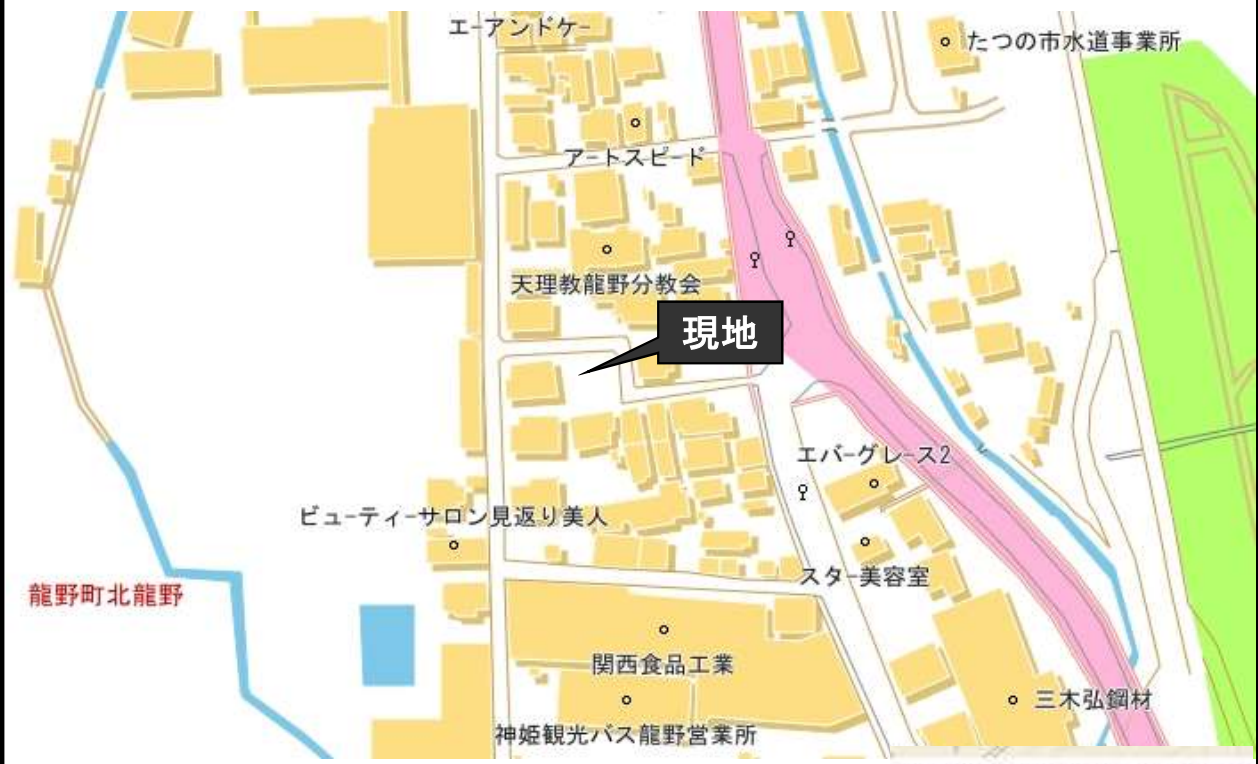 エーアンドケー
たつの市水道事業所
アートスピード
天理教龍野分教会
現地
エバーグレース2
ビューティーサロン見返り美人
スター美容室
龍野町北龍野
関西食品工業
三木弘鋼材
神姫観光バス龍野営業所